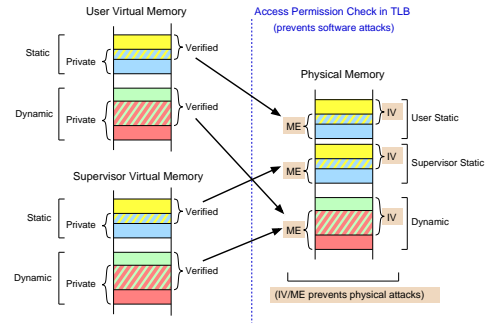 User Virtual Memory
Access Permission Check in TLB
(prevents software attacks)
Static
Private
Verified
Dynamic
Private
Verified
Physical Memory
ME
IV
User Static
ME
IV
Supervisor Static
ME
IV
Dynamic
Supervisor Virtual Memory
Static
Private
Verified
Dynamic
Private
Verified
(IV/ME prevents physical attacks)